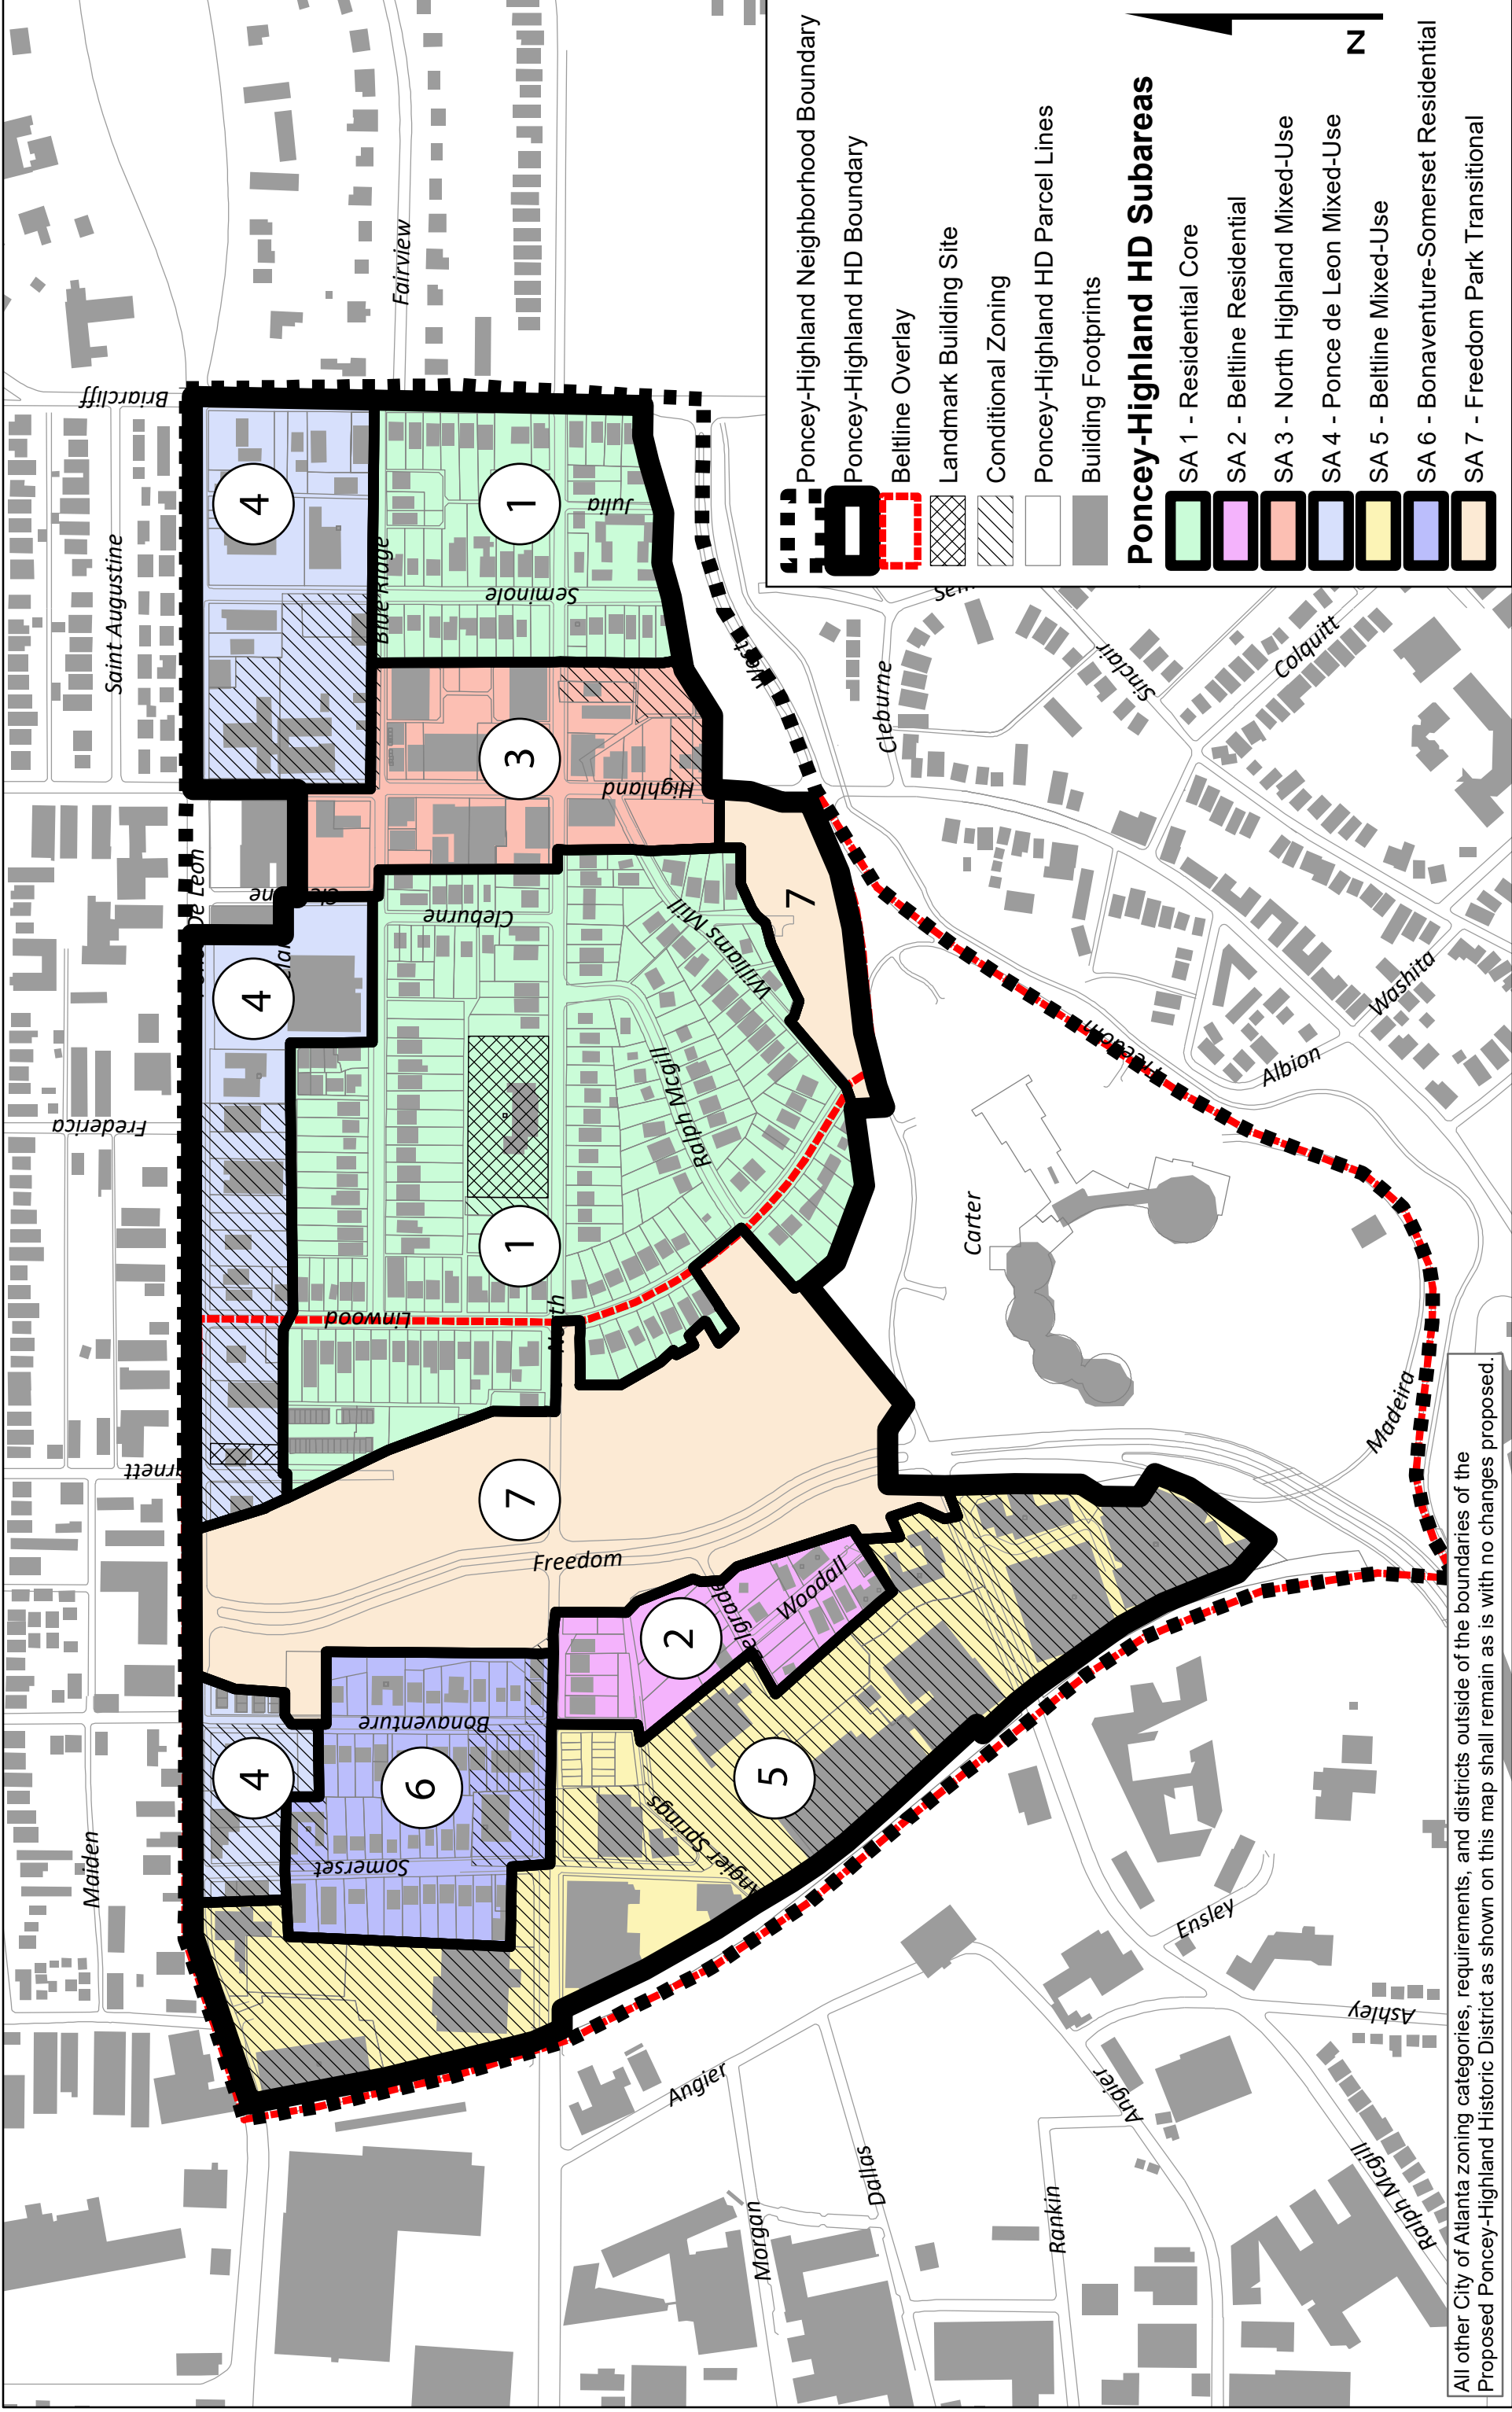 Briarcliff
Saint Augustine
Fairview
Blue Ridge
Seminole
Julia
Highland
Cleburne
Williams Mill
Ralph Mcgill
Linwood
North
Frederica
Freedom
Woodall
Bonaventure
Somerset
Angier Springs
Maiden
Cleburne
Sinclair
Colquitt
Washita
Albion
Carter
Madeira
Ensley
Ashley
Angier
Angier
Morgan
Dallas
Rankin
Ralph Mcgill
4
1
3
4
1
7
7
2
4
6
5
Poncey-Highland Neighborhood Boundary
Poncey-Highland HD Boundary
Beltline Overlay
Landmark Building Site
Conditional Zoning
Poncey-Highland HD Parcel Lines
Building Footprints
Poncey-Highland HD Subareas
SA 1 - Residential Core
SA 2 - Beltline Residential
SA 3 - North Highland Mixed-Use
SA 4 - Ponce de Leon Mixed-Use
SA 5 - Beltline Mixed-Use
SA 6 - Bonaventure-Somerset Residential
SA 7 - Freedom Park Transitional
N
All other City of Atlanta zoning categories, requirements, and districts outside of the boundaries of the
Proposed Poncey-Highland Historic District as shown on this map shall remain as is with no changes proposed.